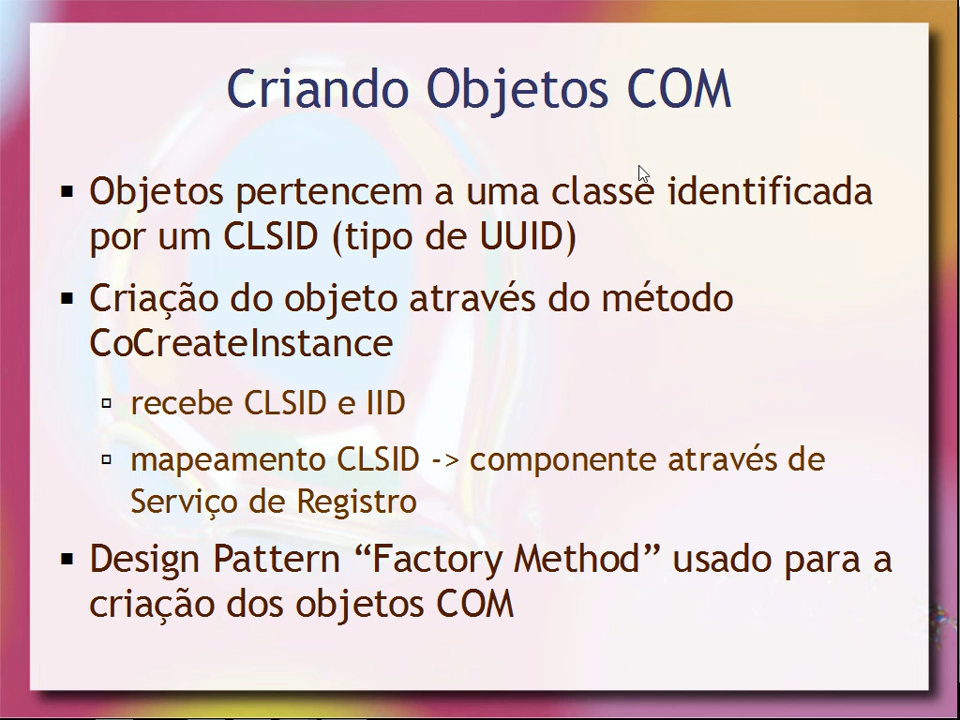 Criando Objetos COM
▪ Objetos pertencem a uma classe identificada
por um CLSID (tipo de UUID)
▪ Criação do objeto através do método
CoCreateInstance
▫ recebe CLSID e IID
▫ mapeamento CLSID -> componente através de
Serviço de Registro
▪ Design Pattern “Factory Method” usado para a
criação dos objetos COM